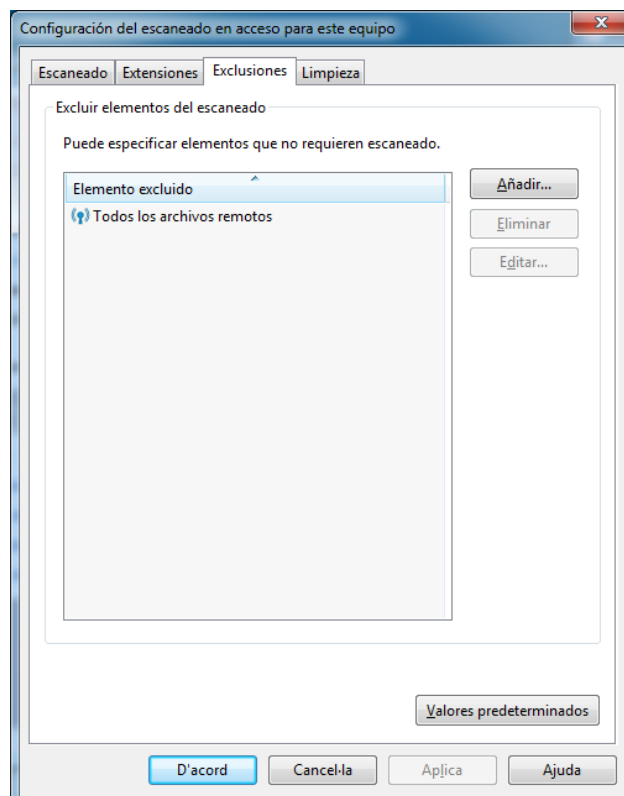 Configuración del escaneado en acceso para este equipo
Escaneado Extensiones Exclusiones Limpieza
Excluir elementos del escaneado
Puede especificar elementos que no requieren escaneado.
Elemento excluido
Todos los archivos remotos
Añadir...
Eliminar
Editar...
Valores predeterminados
D'acord Cancel·la Aplica Ajuda